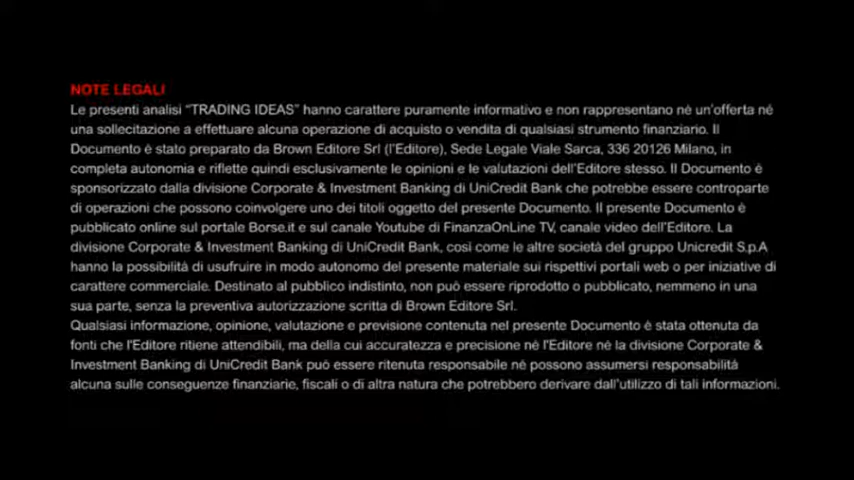 NOTE LEGALI
Le presenti analisi “TRADING IDEAS” hanno carattere puramente informativo e non rappresentano né un’offerta né
una sollecitazione a effettuare alcuna operazione di acquisto o vendita di qualsiasi strumento finanziario. Il
Documento è stato preparato da Brown Editore Srl (l’Editore), Sede Legale Viale Sarca, 336 20126 Milano, in
completa autonomia e riflette quindi esclusivamente le opinioni e le valutazioni dell’Editore stesso. Il Documento è
sponsorizzato dalla divisione Corporate & Investment Banking di UniCredit Bank che potrebbe essere controparte
di operazioni che possono coinvolgere uno dei titoli oggetto del presente Documento. Il presente Documento è
pubblicato online sul portale Borse.it e sul canale Youtube di FinanzaOnLine TV, canale video dell’Editore. La
divisione Corporate & Investment Banking di UniCredit Bank, così come le altre società del gruppo Unicredit S.p.A
hanno la possibilità di usufruire in modo autonomo del presente materiale sui rispettivi portali web o per iniziative di
carattere commerciale. Destinato al pubblico indistinto, non può essere riprodotto o pubblicato, nemmeno in una
sua parte, senza la preventiva autorizzazione scritta di Brown Editore Srl.
Qualsiasi informazione, opinione, valutazione e previsione contenuta nel presente Documento è stata ottenuta da
fonti che l'Editore ritiene attendibili, ma della cui accuratezza e precisione né l'Editore né la divisione Corporate &
Investment Banking di UniCredit Bank può essere ritenuta responsabile né possono assumersi responsabilità
alcuna sulle conseguenze finanziarie, fiscali o di altra natura che potrebbero derivare dall’utilizzo di tali informazioni.